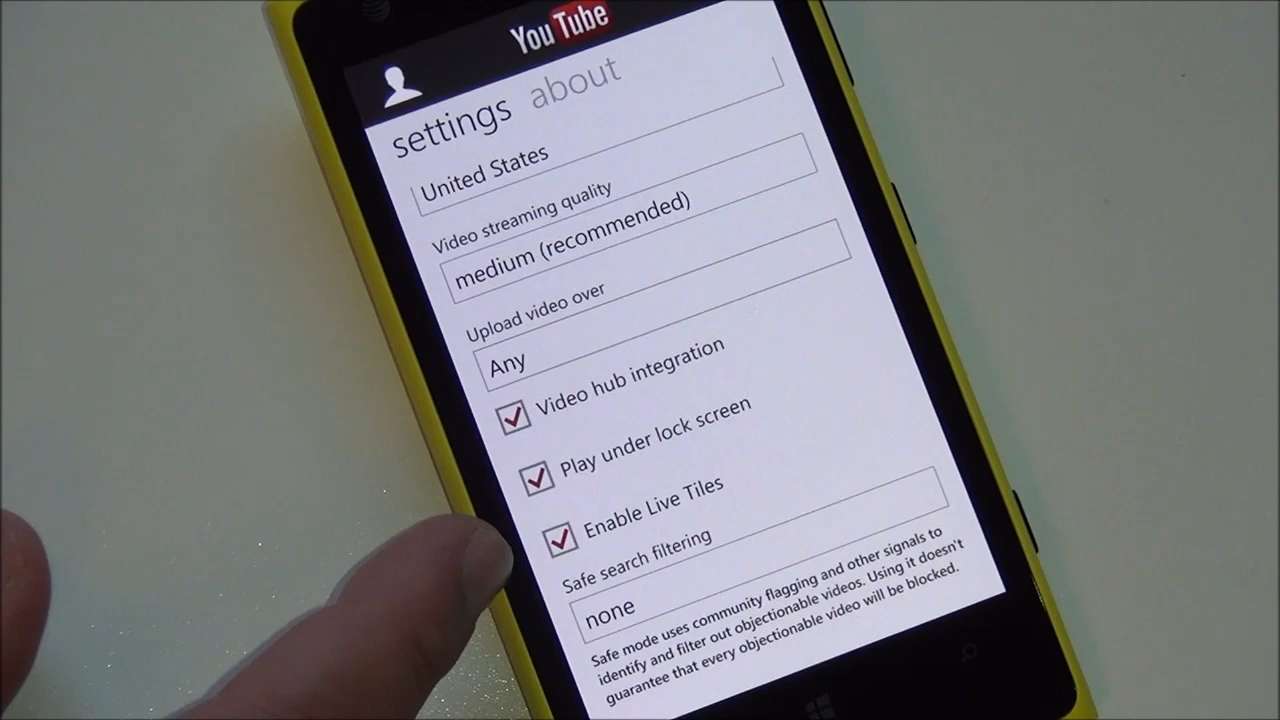 YouTube
settings about
United States
Video streaming quality
medium (recommended)
Upload video over
Any
Video hub integration
Play under lock screen
Enable Live Tiles
Safe search filtering
none
Safe mode uses community flagging and other signals to
identify and filter out objectionable videos. Using it doesn't
guarantee that every objectionable video will be blocked.